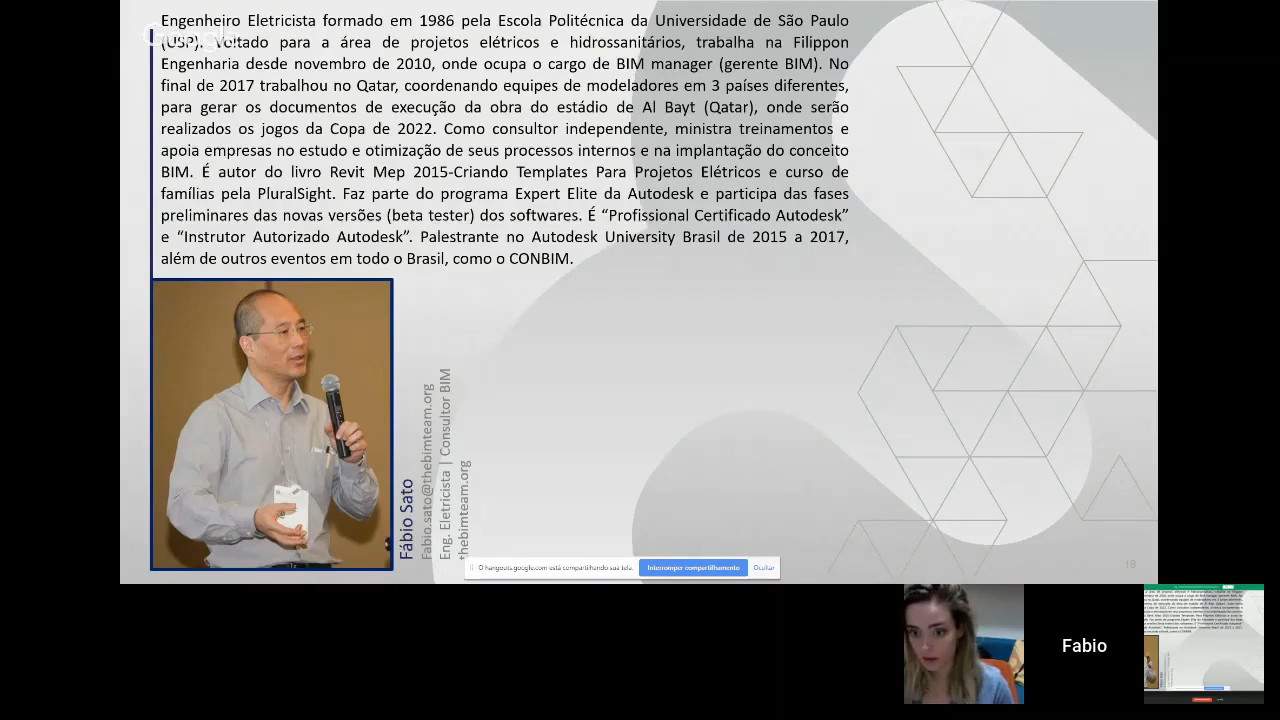 Google
Engenheiro Eletricista formado em 1986 pela Escola Politécnica da Universidade de São Paulo
(USP). Voltado para a área de projetos elétricos e hidrossanitários, trabalha na Filippon
Engenharia desde novembro de 2010, onde ocupa o cargo de BIM manager (gerente BIM). No
final de 2017 trabalhou no Qatar, coordenando equipes de modeladores em 3 países diferentes,
para gerar os documentos de execução da obra do estádio de Al Bayt (Qatar), onde serão
realizados os jogos da Copa de 2022. Como consultor independente, ministra treinamentos e
apoia empresas no estudo e otimização de seus processos internos e na implantação do conceito
BIM. É autor do livro Revit Mep 2015-Criando Templates Para Projetos Elétricos e curso de
famílias pela PluralSight. Faz parte do programa Expert Elite da Autodesk e participa das fases
preliminares das novas versões (beta tester) dos softwares. É “Profissional Certificado Autodesk”
e “Instrutor Autorizado Autodesk”. Palestrante no Autodesk University Brasil de 2015 a 2017,
além de outros eventos em todo o Brasil, como o CONBIM.
Fábio Sato
Fabio.sato@thebimteam.org
Eng. Eletricista | Consultor BIM
thebimteam.org
O hangouts.google.com está compartilhando sua tela.
Interromper compartilhamento
Ocultar
19
Fabio